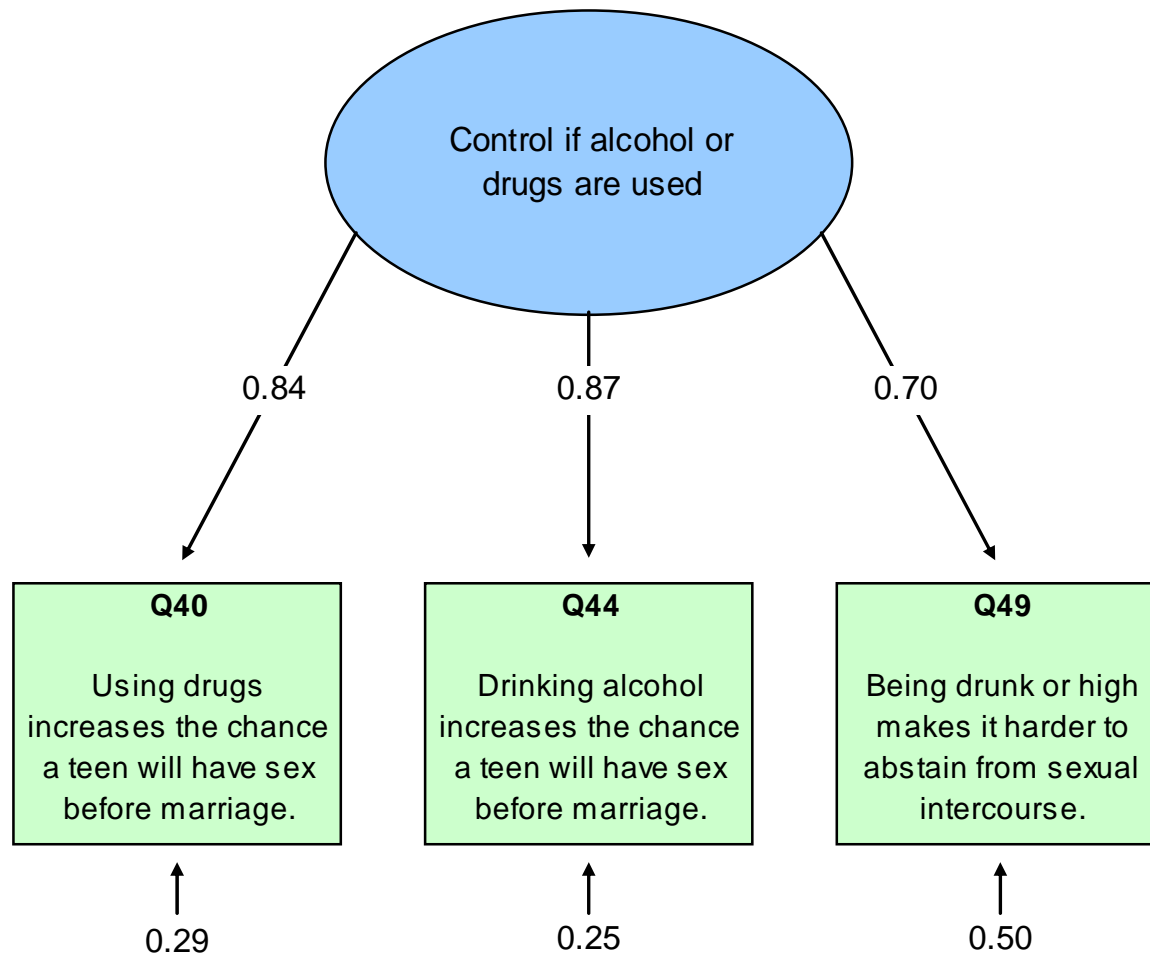 Control if alcohol or
drugs are used
0.84
0.87
0.70
Q40
Using drugs
increases the chance
a teen will have sex
before marriage.
Q44
Drinking alcohol
increases the chance
a teen will have sex
before marriage.
Q49
Being drunk or high
makes it harder to
abstain from sexual
intercourse.
0.29
0.25
0.50